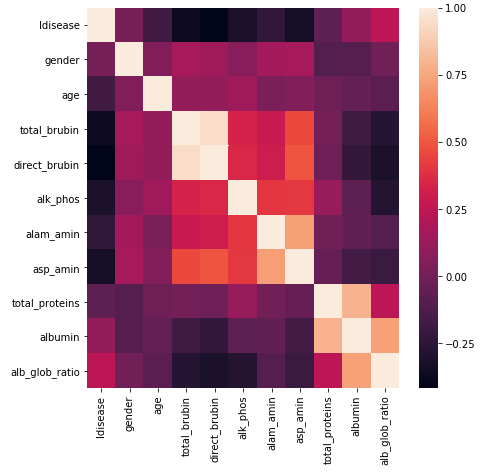 ldisease
gender
age
total_brubin
direct_brubin
alk_phos
alam_amin
asp_amin
total_proteins
albumin
alb_glob_ratio
ldisease
gender
age
total_brubin
direct_brubin
alk_phos
alam_amin
asp_amin
total_proteins
albumin
alb_glob_ratio
1.00
0.75
0.50
0.25
0.00
−0.25